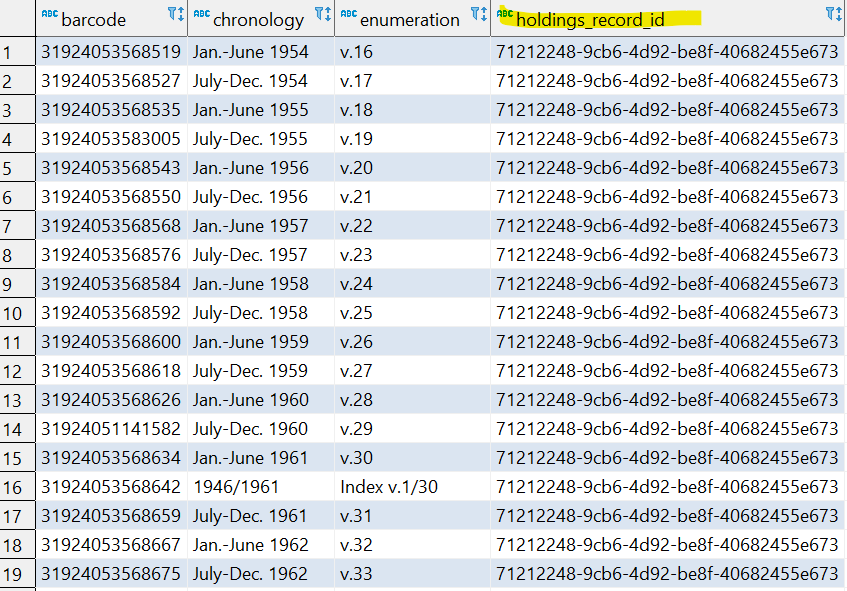 ABC barcode ABC chronology ABC enumeration ABC holdings_record_id
1 31924053568519 Jan.-June 1954 v.16 71212248-9cb6-4d92-be8f-40682455e673
2 31924053568527 July-Dec. 1954 v.17 71212248-9cb6-4d92-be8f-40682455e673
3 31924053568535 Jan.-June 1955 v.18 71212248-9cb6-4d92-be8f-40682455e673
4 31924053583005 July-Dec. 1955 v.19 71212248-9cb6-4d92-be8f-40682455e673
5 31924053568543 Jan.-June 1956 v.20 71212248-9cb6-4d92-be8f-40682455e673
6 31924053568550 July-Dec. 1956 v.21 71212248-9cb6-4d92-be8f-40682455e673
7 31924053568568 Jan.-June 1957 v.22 71212248-9cb6-4d92-be8f-40682455e673
8 31924053568576 July-Dec. 1957 v.23 71212248-9cb6-4d92-be8f-40682455e673
9 31924053568584 Jan.-June 1958 v.24 71212248-9cb6-4d92-be8f-40682455e673
10 31924053568592 July-Dec. 1958 v.25 71212248-9cb6-4d92-be8f-40682455e673
11 31924053568600 Jan.-June 1959 v.26 71212248-9cb6-4d92-be8f-40682455e673
12 31924053568618 July-Dec. 1959 v.27 71212248-9cb6-4d92-be8f-40682455e673
13 31924053568626 Jan.-June 1960 v.28 71212248-9cb6-4d92-be8f-40682455e673
14 31924051141582 July-Dec. 1960 v.29 71212248-9cb6-4d92-be8f-40682455e673
15 31924053568634 Jan.-June 1961 v.30 71212248-9cb6-4d92-be8f-40682455e673
16 31924053568642 1946/1961 Index v.1/30 71212248-9cb6-4d92-be8f-40682455e673
17 31924053568659 July-Dec. 1961 v.31 71212248-9cb6-4d92-be8f-40682455e673
18 31924053568667 Jan.-June 1962 v.32 71212248-9cb6-4d92-be8f-40682455e673
19 31924053568675 July-Dec. 1962 v.33 71212248-9cb6-4d92-be8f-40682455e673